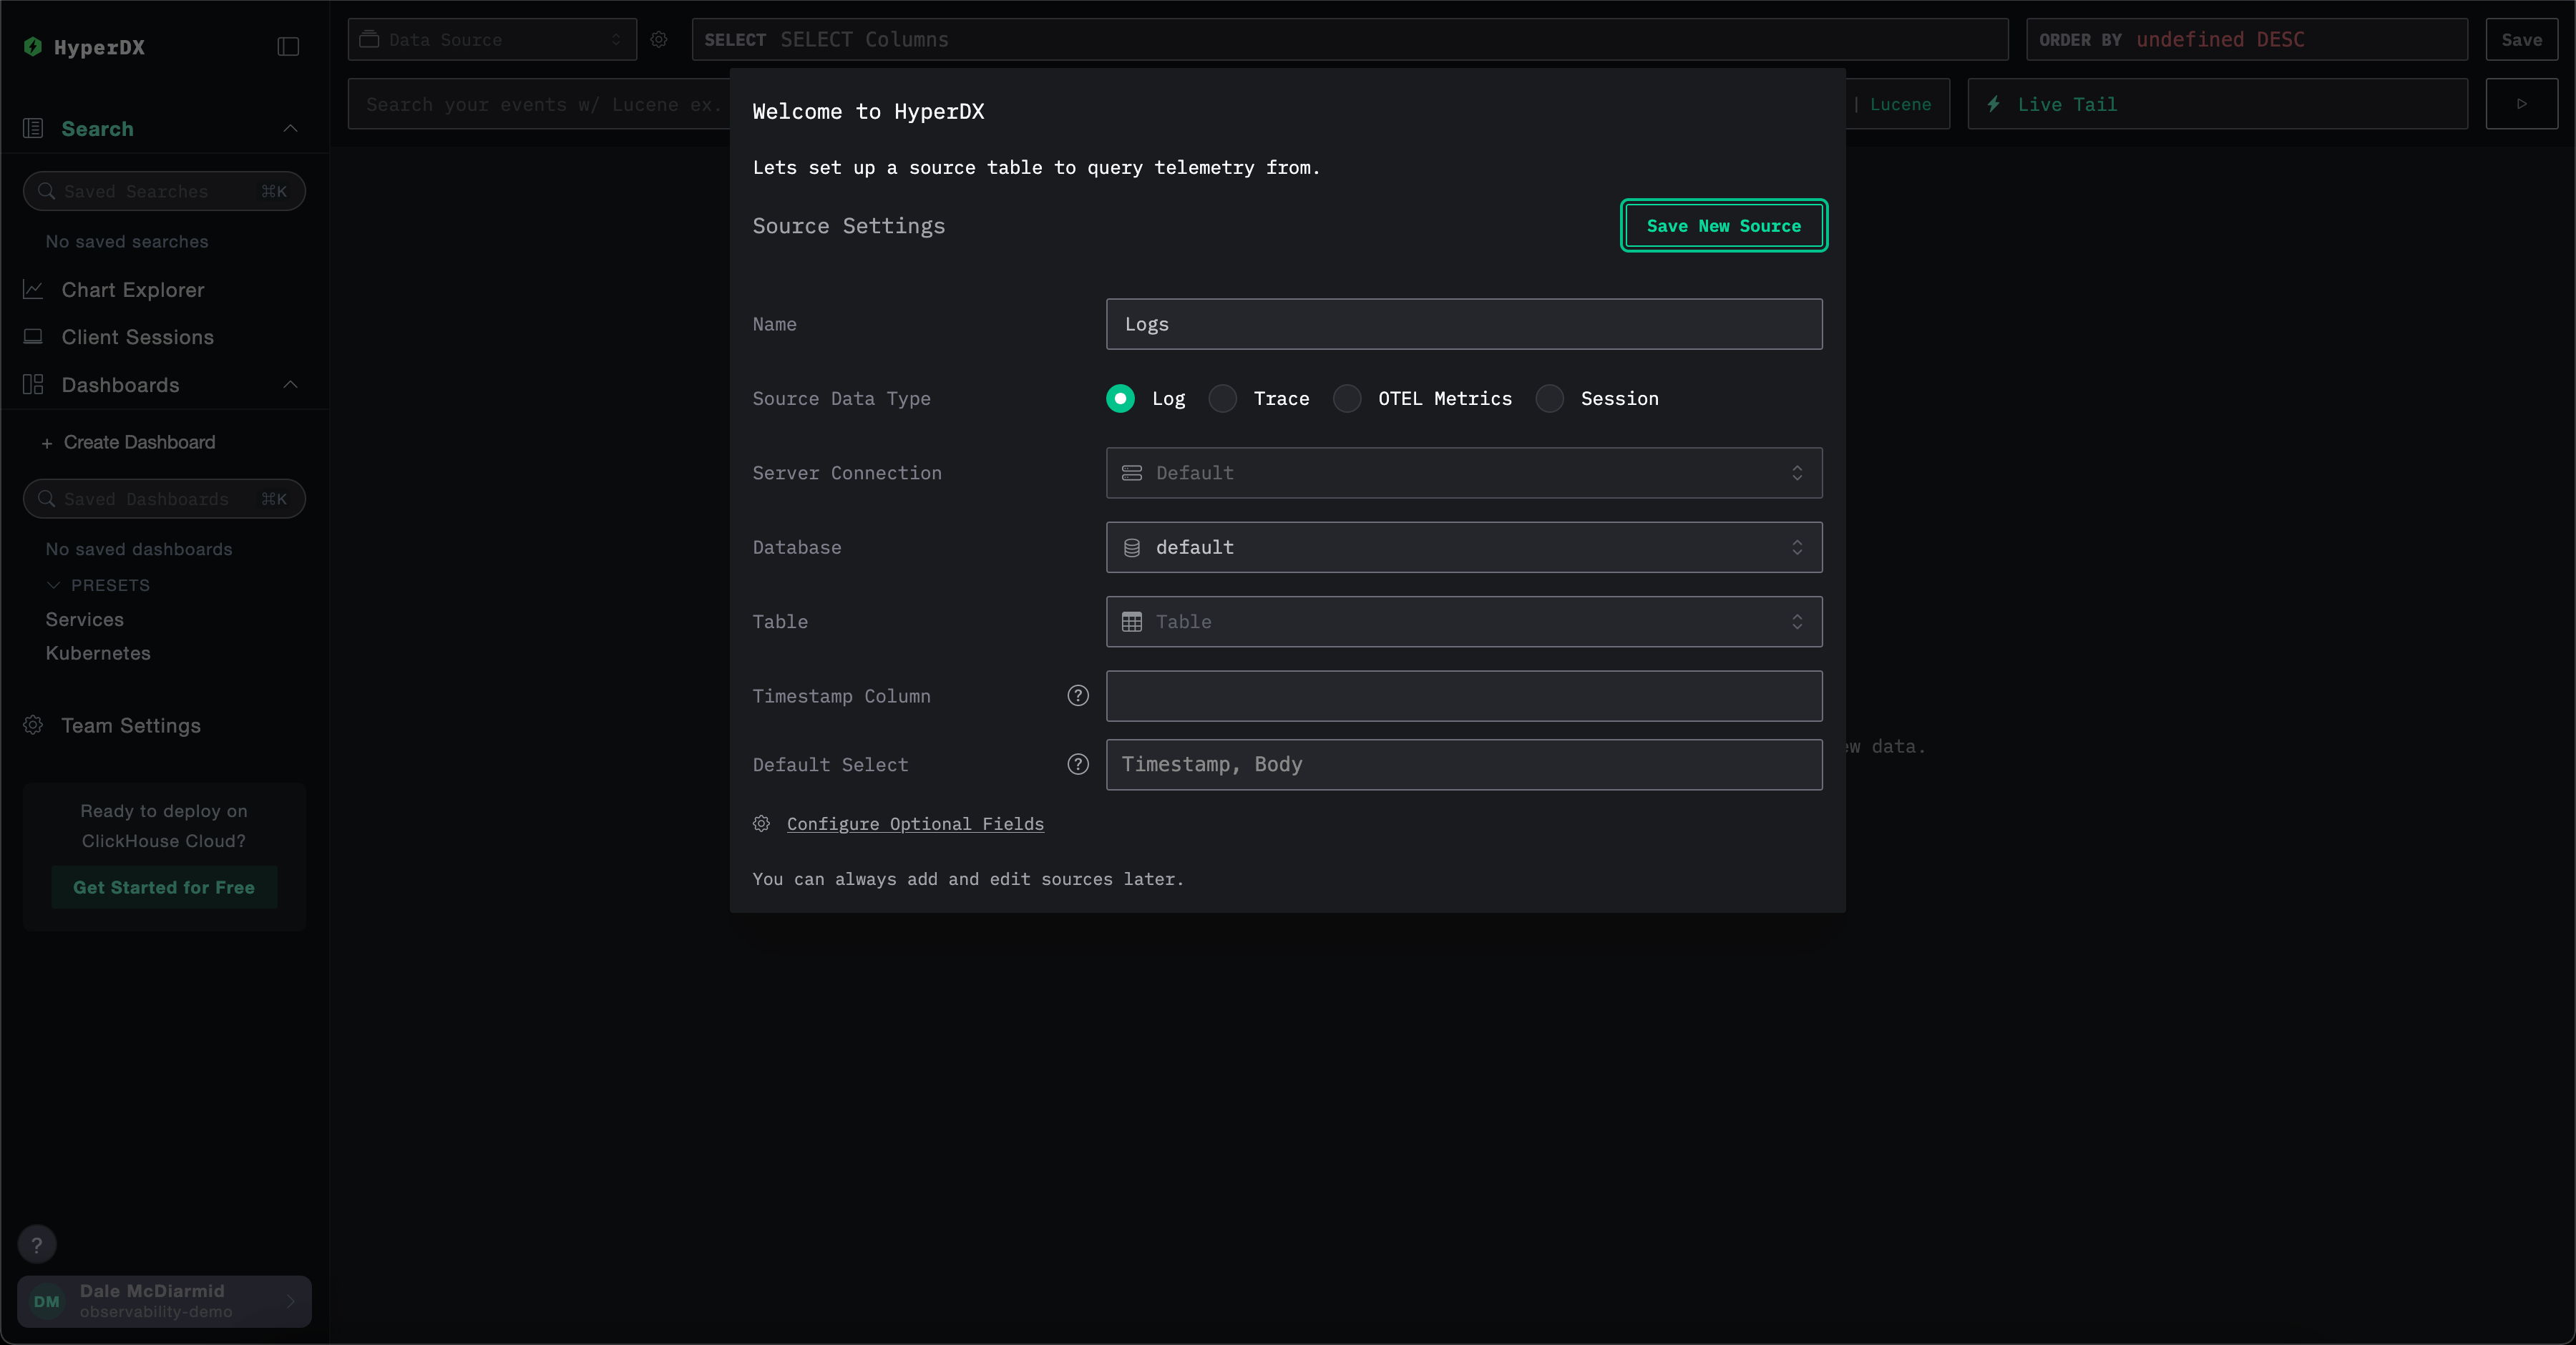 HyperDX
Search
Saved Searches ⌘K
No saved searches
Chart Explorer
Client Sessions
Dashboards
+ Create Dashboard
Saved Dashboards ⌘K
No saved dashboards
PRESETS
Services
Kubernetes
Team Settings
Ready to deploy on
ClickHouse Cloud?
Get Started for Free
?
DM
Dale McDiarmid
observability-demo
Data Source
SELECT SELECT Columns
ORDER BY undefined DESC
Save
Search your events w/ Lucene ex.
| Lucene
Live Tail
Welcome to HyperDX
Lets set up a source table to query telemetry from.
Source Settings
Save New Source
Name
Logs
Source Data Type
Log
Trace
OTEL Metrics
Session
Server Connection
Default
Database
default
Table
Table
Timestamp Column
?
Default Select
?
Timestamp, Body
Configure Optional Fields
You can always add and edit sources later.
data.